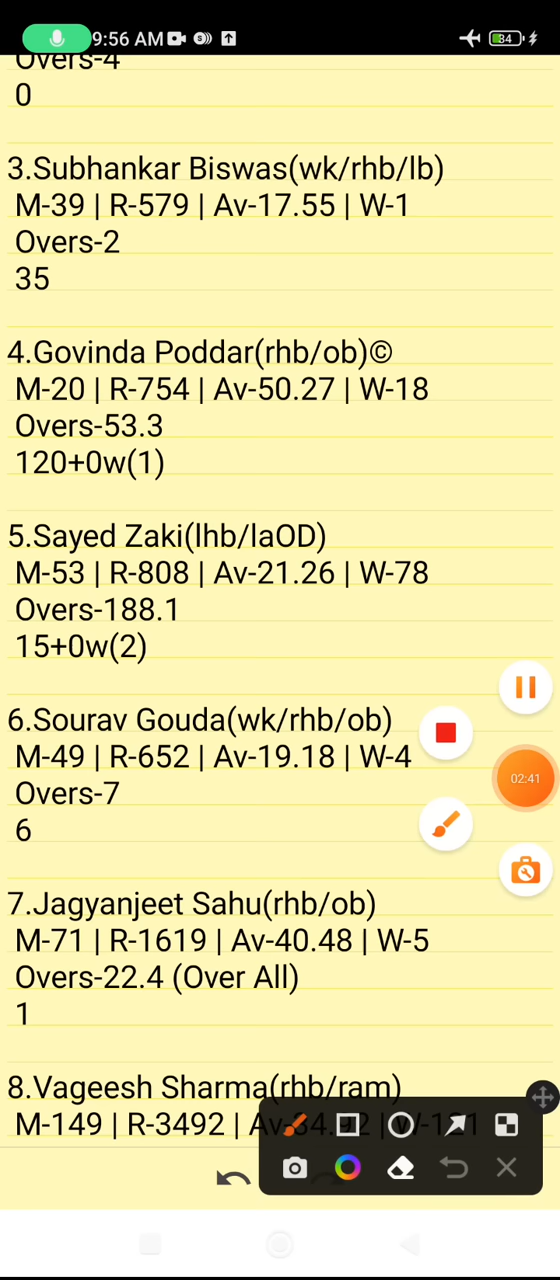 9:56 AM
34
Overs-4
0
3.Subhankar Biswas(wk/rhb/lb)
M-39 | R-579 | Av-17.55 | W-1
Overs-2
35
4.Govinda Poddar(rhb/ob)©
M-20 | R-754 | Av-50.27 | W-18
Overs-53.3
120+0w(1)
5.Sayed Zaki(lhb/laOD)
M-53 | R-808 | Av-21.26 | W-78
Overs-188.1
15+0w(2)
6.Sourav Gouda(wk/rhb/ob)
M-49 | R-652 | Av-19.18 | W-4
Overs-7
02:41
6
7.Jagyanjeet Sahu(rhb/ob)
M-71 | R-1619 | Av-40.48 | W-5
Overs-22.4 (Over All)
1
8.Vageesh Sharma(rhb/ram)
M-149 | R-3492 | Av-34.92 | W-121